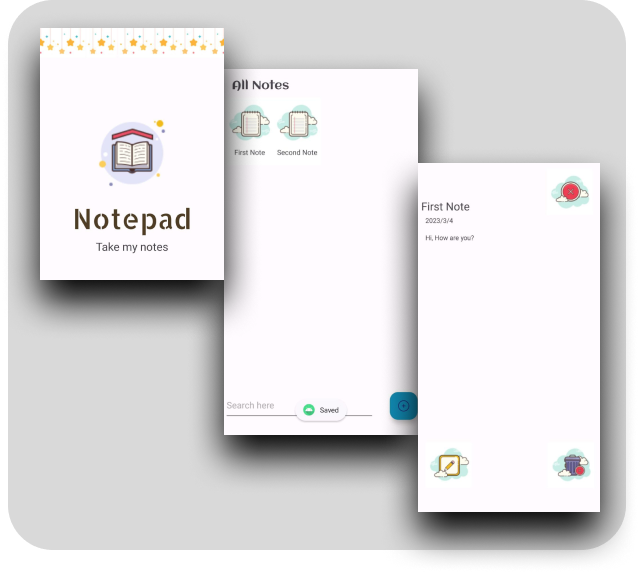 Notepad
Take my notes
All Notes
First Note
Second Note
Search here
Saved
First Note
2023/3/4
Hi, How are you?